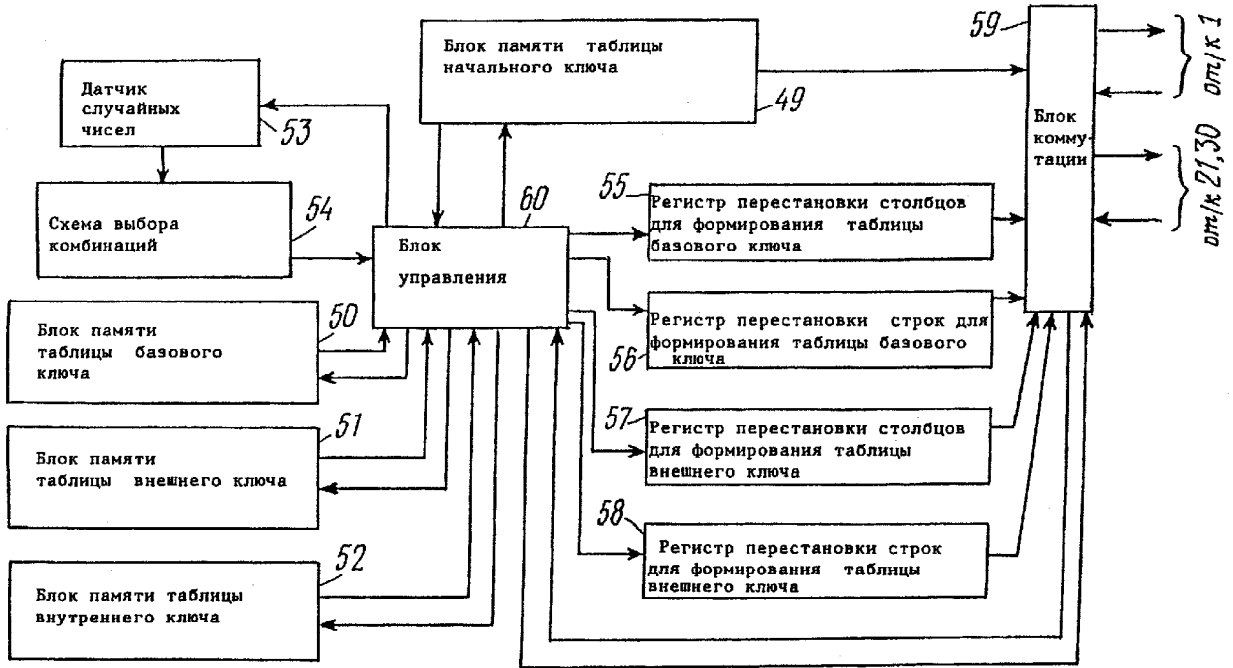 Блок памяти таблицы
начального ключа
49
Датчик
случайных
чисел
53
Схема выбора
комбинаций
54
Блок памяти
таблицы базового
ключа
50
Блок памяти
таблицы внешнего ключа
51
Блок памяти таблицы
внутреннего ключа
52
60
Блок
управления
55
Регистр перестановки столбцов
для формирования таблицы
базового ключа
Регистр перестановки строк для
формирования таблицы базового
ключа
56
57
Регистр перестановки столбцов
для формирования таблицы
внешнего ключа
58
Регистр перестановки строк
для формирования таблицы
внешнего ключа
59
Блок
комму-
тации
от/к 1
от/к 21,30